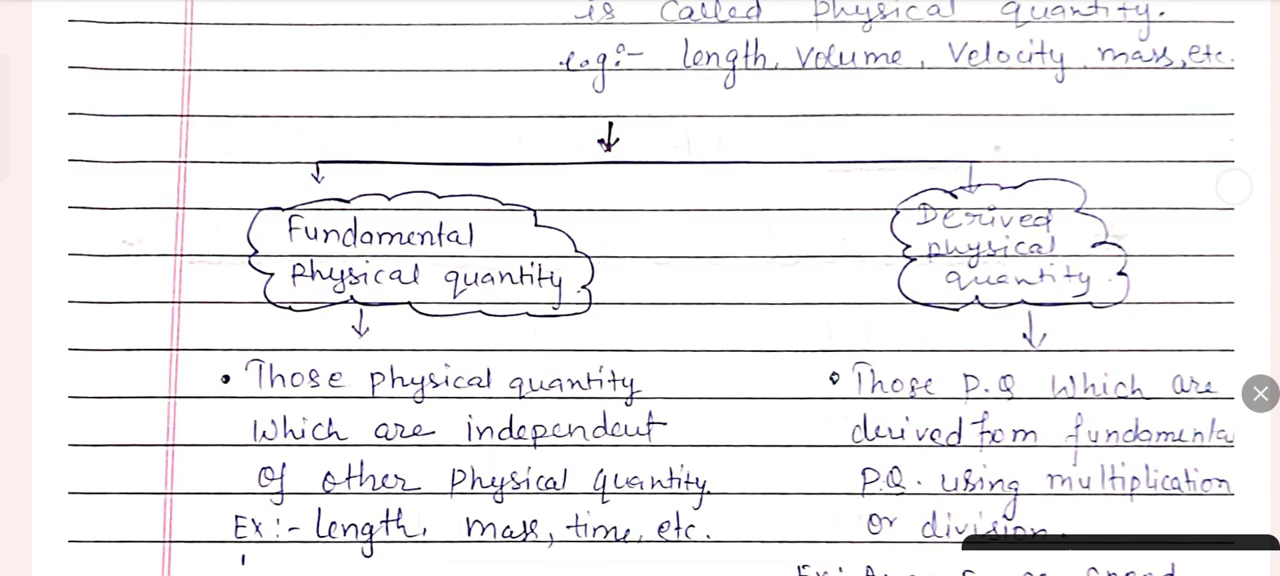 is called physical quantity.
eg:- length, volume, velocity, mass, etc.
Fundamental
physical quantity.
Derived
physical
quantity.
• Those physical quantity
which are independent
of other physical quantity.
Ex:- length, mass, time, etc.
• Those P.Q which are
derived from fundamenta
P.Q. using multiplication
or division.